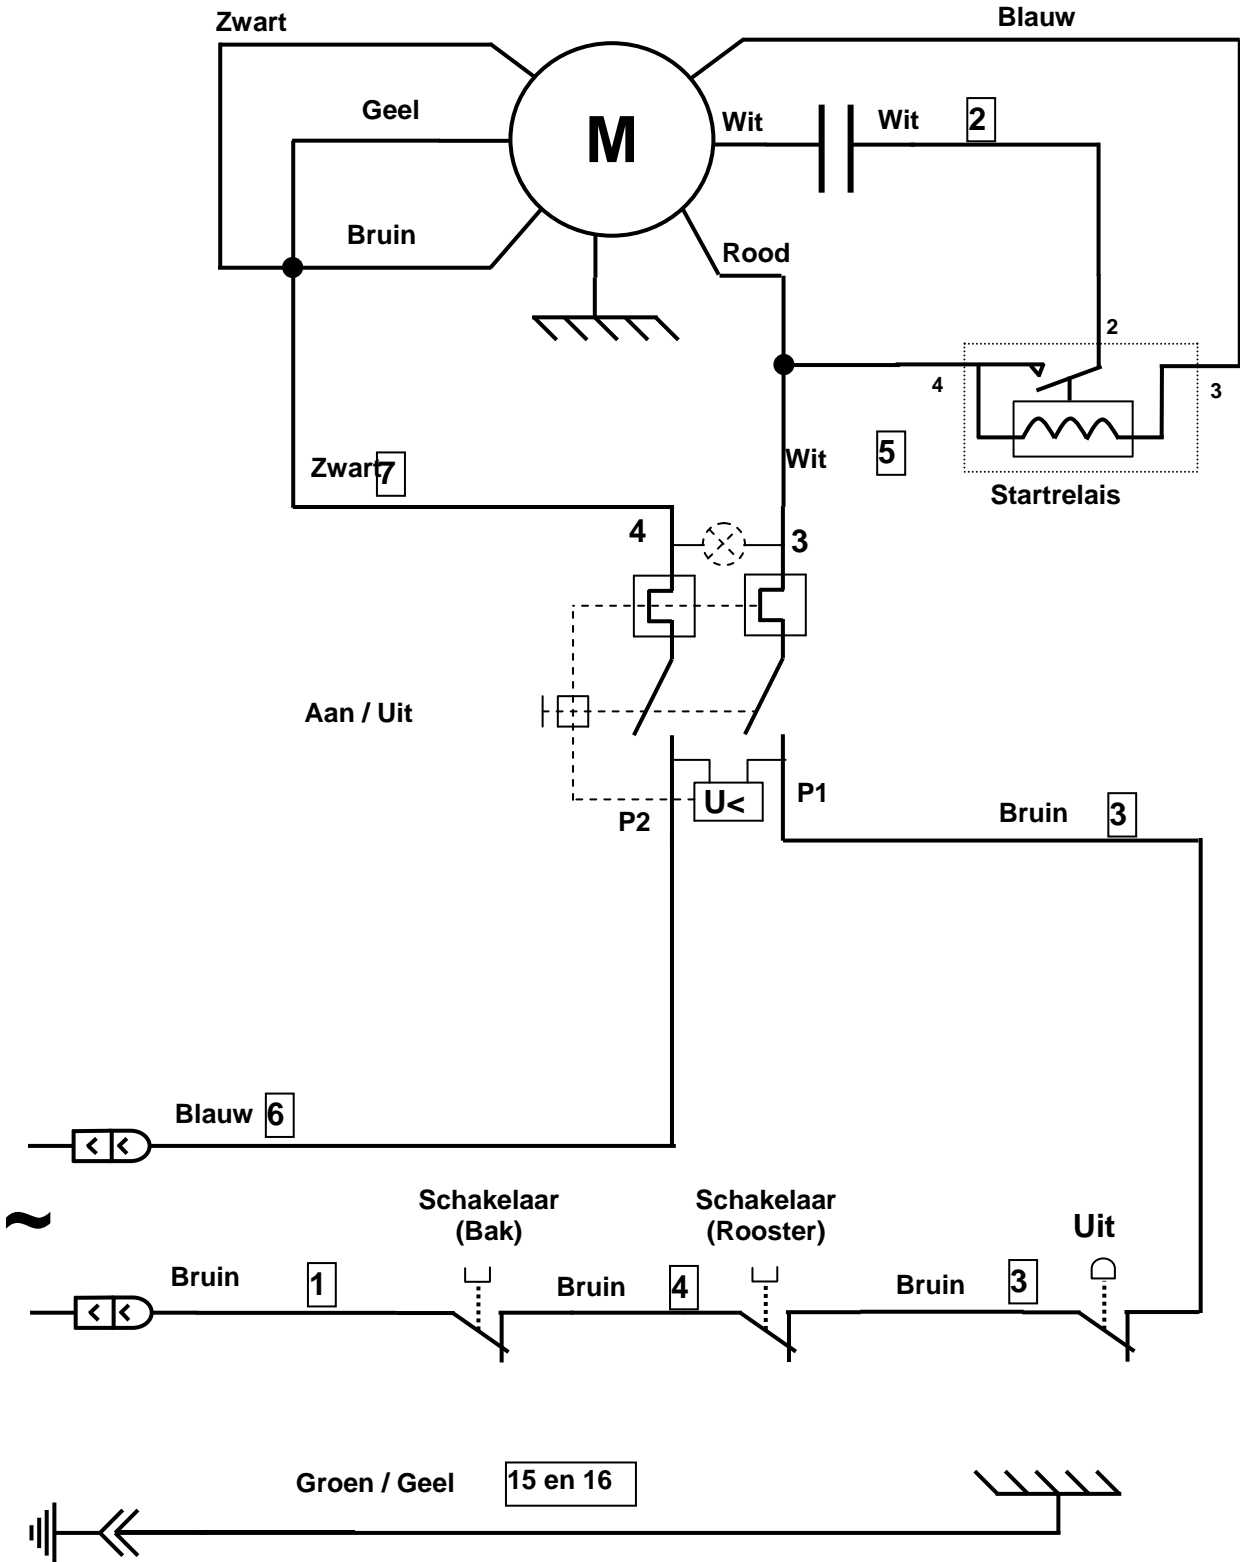 Zwart
Blauw
Geel
M
Wit
Wit
2
Bruin
Rood
2
4
3
Zwart
7
Wit
5
Startrelais
4
3
Aan / Uit
U<
P1
P2
Bruin
3
Blauw
6
~
Schakelaar
(Bak)
Schakelaar
(Rooster)
Uit
Bruin
1
Bruin
4
Bruin
3
Groen / Geel
15 en 16